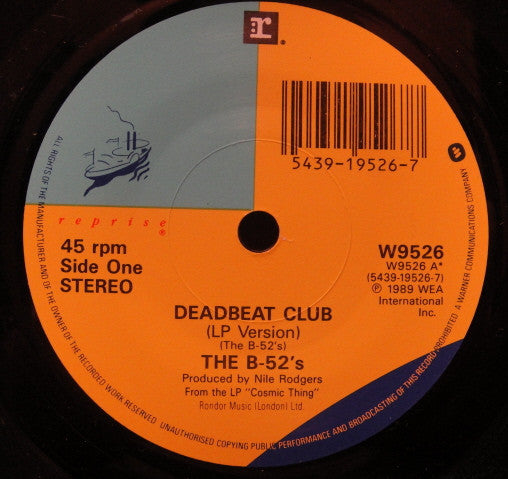 r
5439-19526-7
reprise
®
45 rpm
Side One
STEREO
W9526
W9526 A*
(5439-19526-7)
℗ 1989 WEA
International
Inc.
DEADBEAT CLUB
(LP Version)
(The B-52's)
THE B-52's
Produced by Nile Rodgers
From the LP "Cosmic Thing"
Rondor Music (London) Ltd.
ALL RIGHTS OF THE MANUFACTURER AND OF THE OWNER OF THE RECORDED WORK RESERVED UNAUTHORISED COPYING PUBLIC PERFORMANCE AND BROADCASTING OF THIS RECORD PROHIBITED A WARNER COMMUNICATIONS COMPANY